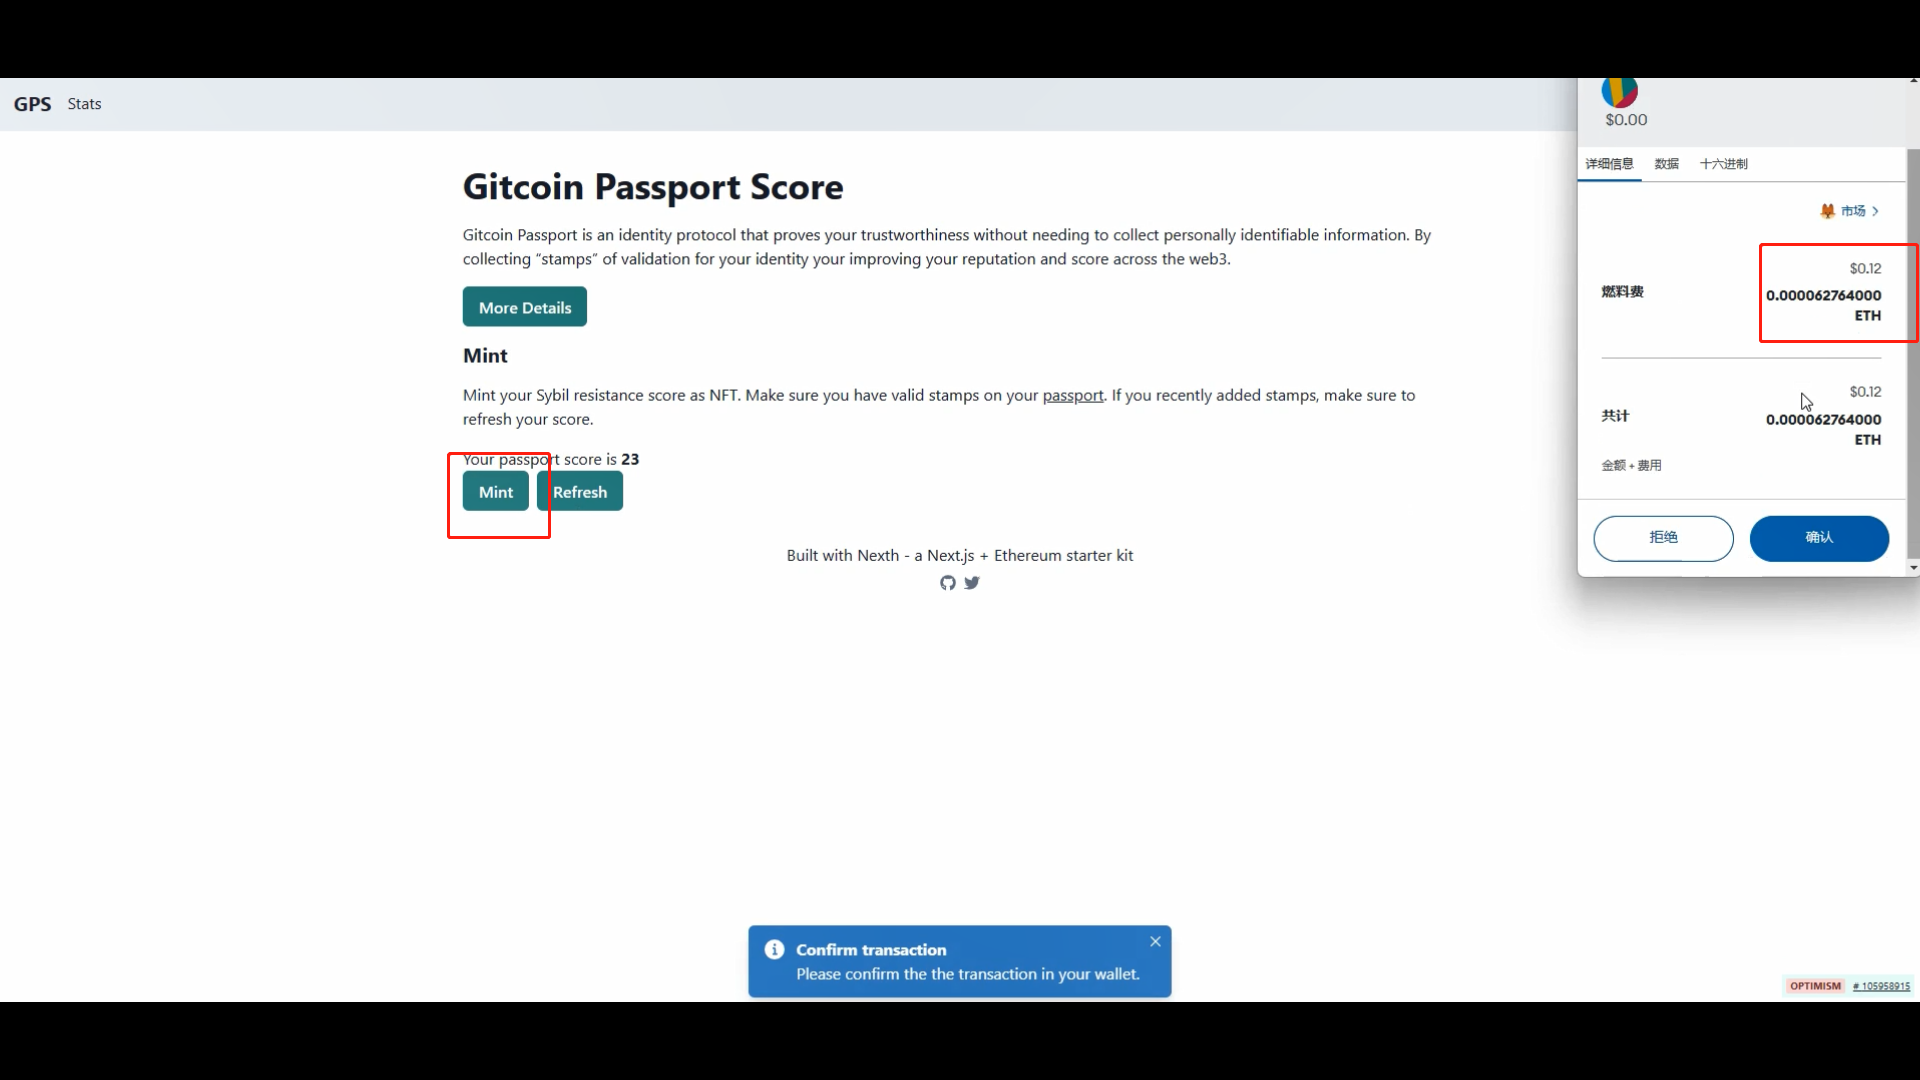 GPS Stats
Gitcoin Passport Score
Gitcoin Passport is an identity protocol that proves your trustworthiness without needing to collect personally identifiable information. By
collecting “stamps” of validation for your identity your improving your reputation and score across the web3.
More Details
Mint
Mint your Sybil resistance score as NFT. Make sure you have valid stamps on your passport. If you recently added stamps, make sure to
refresh your score.
Your passport score is 23
Mint Refresh
Built with Nexth - a Next.js + Ethereum starter kit
Confirm transaction
Please confirm the the transaction in your wallet.
$0.00
详细信息 数据 十六进制
市场
$0.12
燃料费
0.000062764000
ETH
$0.12
共计
0.000062764000
ETH
金额 + 费用
拒绝 确认
OPTIMISM # 105958915